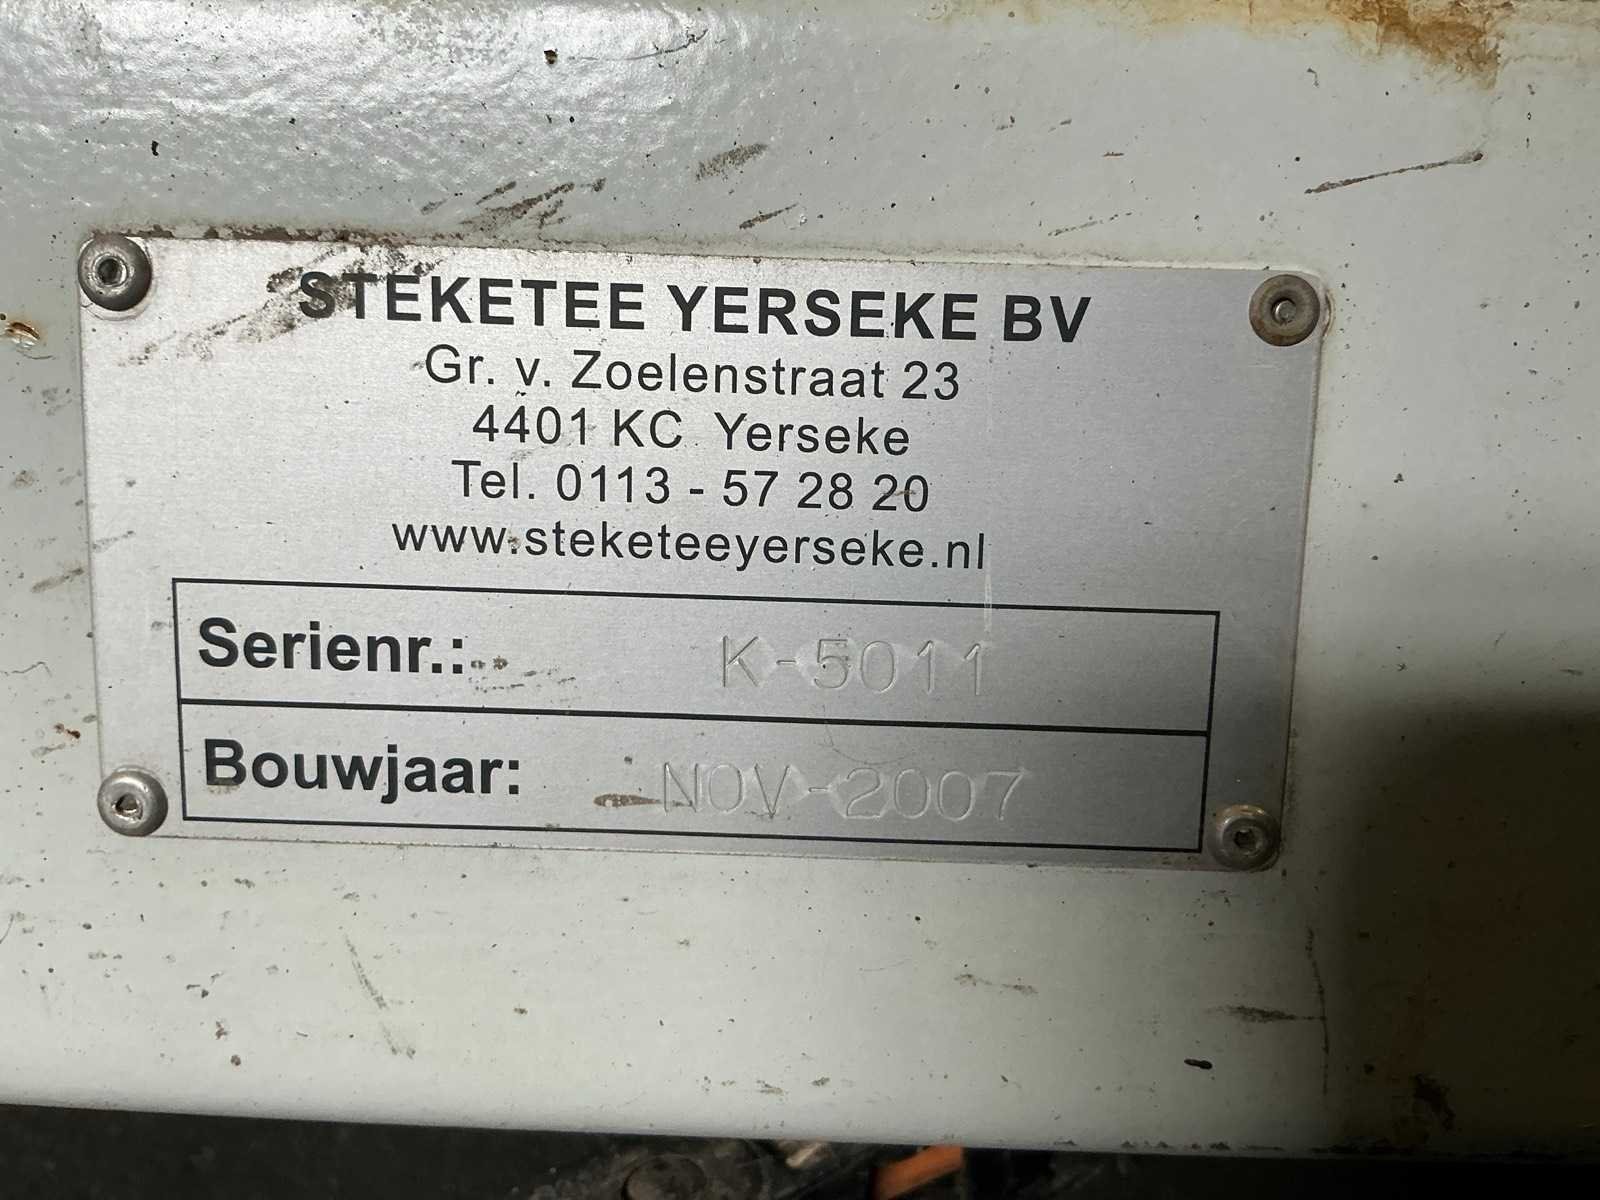 STEKETEE YERSEKE BV
Gr. v. Zoelenstraat 23
4401 KC Yerseke
Tel. 0113 - 57 28 20
www.steketeeyerseke.nl
Serienr.: K-5011
Bouwjaar: NOV-2007